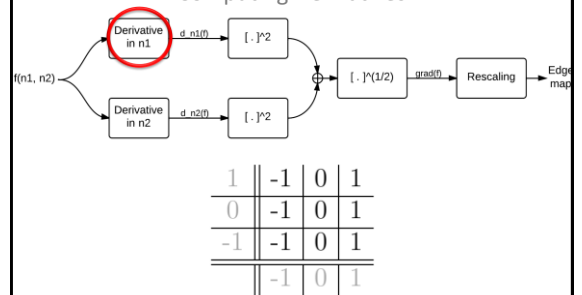 Derivative
in n1
d_n1(f)
[ . ]^2
f(n1, n2)
[ . ]^(1/2)
grad(f)
Rescaling
Edge
map
Derivative
in n2
d_n2(f)
[ . ]^2
1 -1 0 1
0 -1 0 1
-1 -1 0 1
-1 0 1